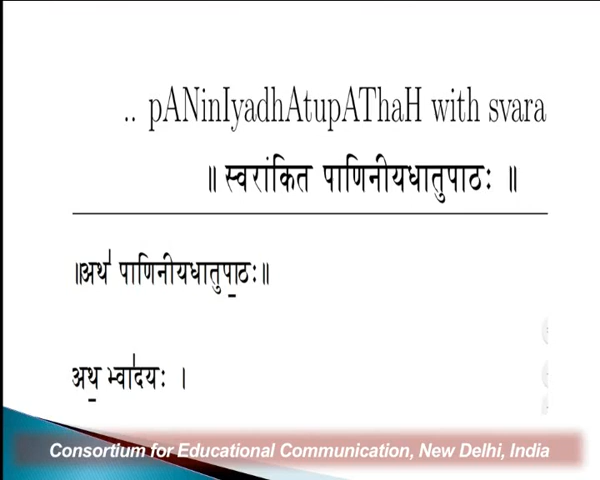 .. pANinIyadhAtupAThaH with svara
॥ स्वरांकित पाणिनीयधातुपाठः ॥
॥अथ॑ पाणिनीयधातुपा॒ठः॥
अथ॒ भ्वा॑दयः ।
Consortium for Educational Communication, New Delhi, India